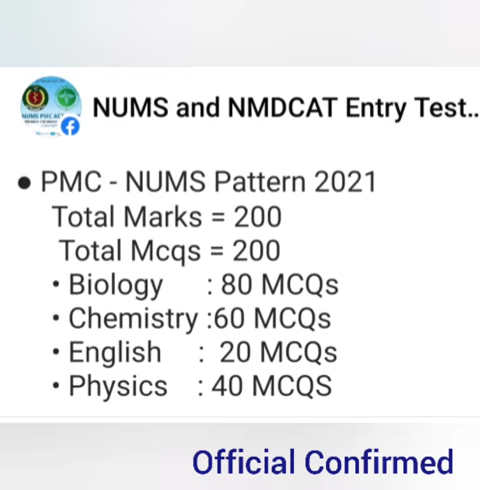 NUMS and NMDCAT Entry Test..
● PMC - NUMS Pattern 2021
Total Marks = 200
Total Mcqs = 200
• Biology : 80 MCQs
• Chemistry :60 MCQs
• English : 20 MCQs
• Physics : 40 MCQS
Official Confirmed